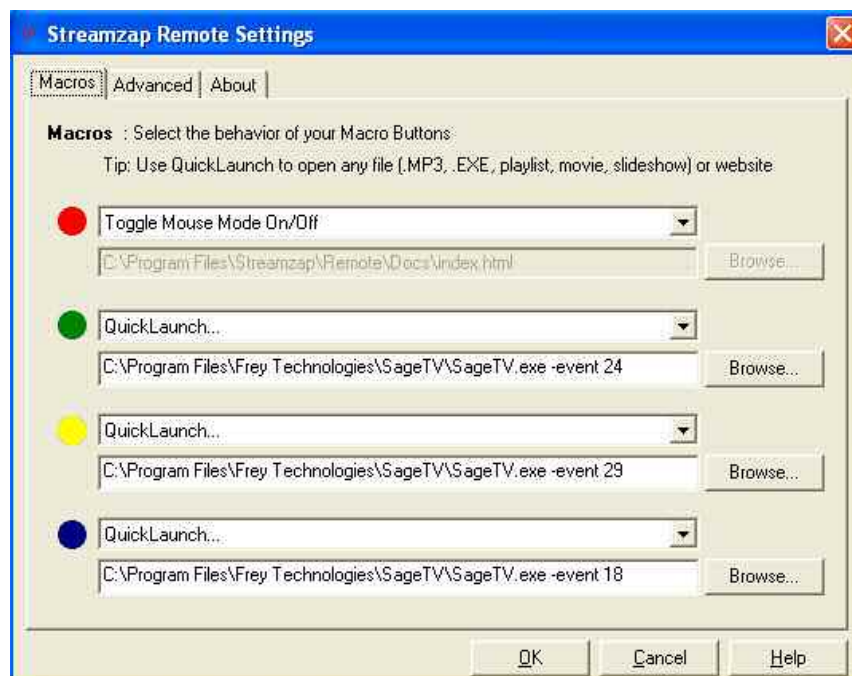 Streamzap Remote Settings
Macros Advanced About
Macros : Select the behavior of your Macro Buttons
Tip: Use QuickLaunch to open any file (.MP3, .EXE, playlist, movie, slideshow) or website
Toggle Mouse Mode On/Off
C:\Program Files\Streamzap\Remote\Docs\index.html Browse...
QuickLaunch...
C:\Program Files\Frey Technologies\SageTV\SageTV.exe -event 24 Browse...
QuickLaunch...
C:\Program Files\Frey Technologies\SageTV\SageTV.exe -event 29 Browse...
QuickLaunch...
C:\Program Files\Frey Technologies\SageTV\SageTV.exe -event 18 Browse...
OK Cancel Help